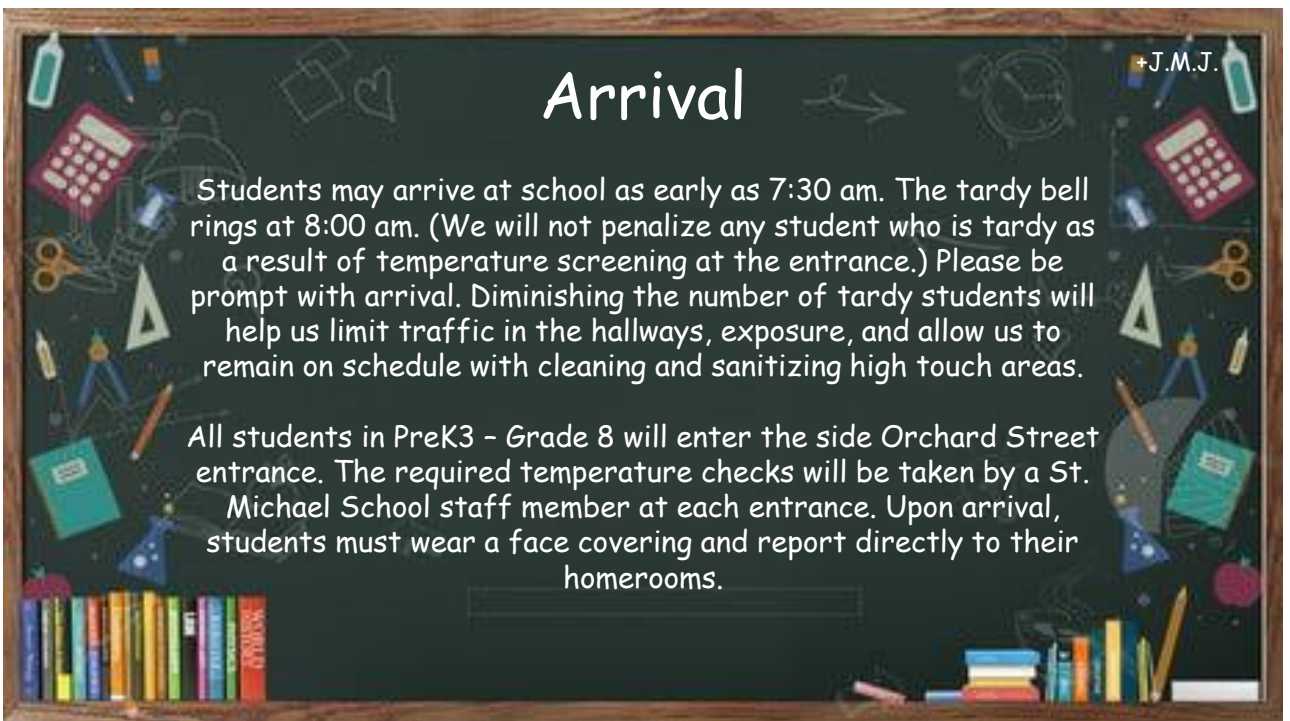 +J.M.J.
Arrival
Students may arrive at school as early as 7:30 am. The tardy bell
rings at 8:00 am. (We will not penalize any student who is tardy as
a result of temperature screening at the entrance.) Please be
prompt with arrival. Diminishing the number of tardy students will
help us limit traffic in the hallways, exposure, and allow us to
remain on schedule with cleaning and sanitizing high touch areas.
All students in PreK3 – Grade 8 will enter the side Orchard Street
entrance. The required temperature checks will be taken by a St.
Michael School staff member at each entrance. Upon arrival,
students must wear a face covering and report directly to their
homerooms.